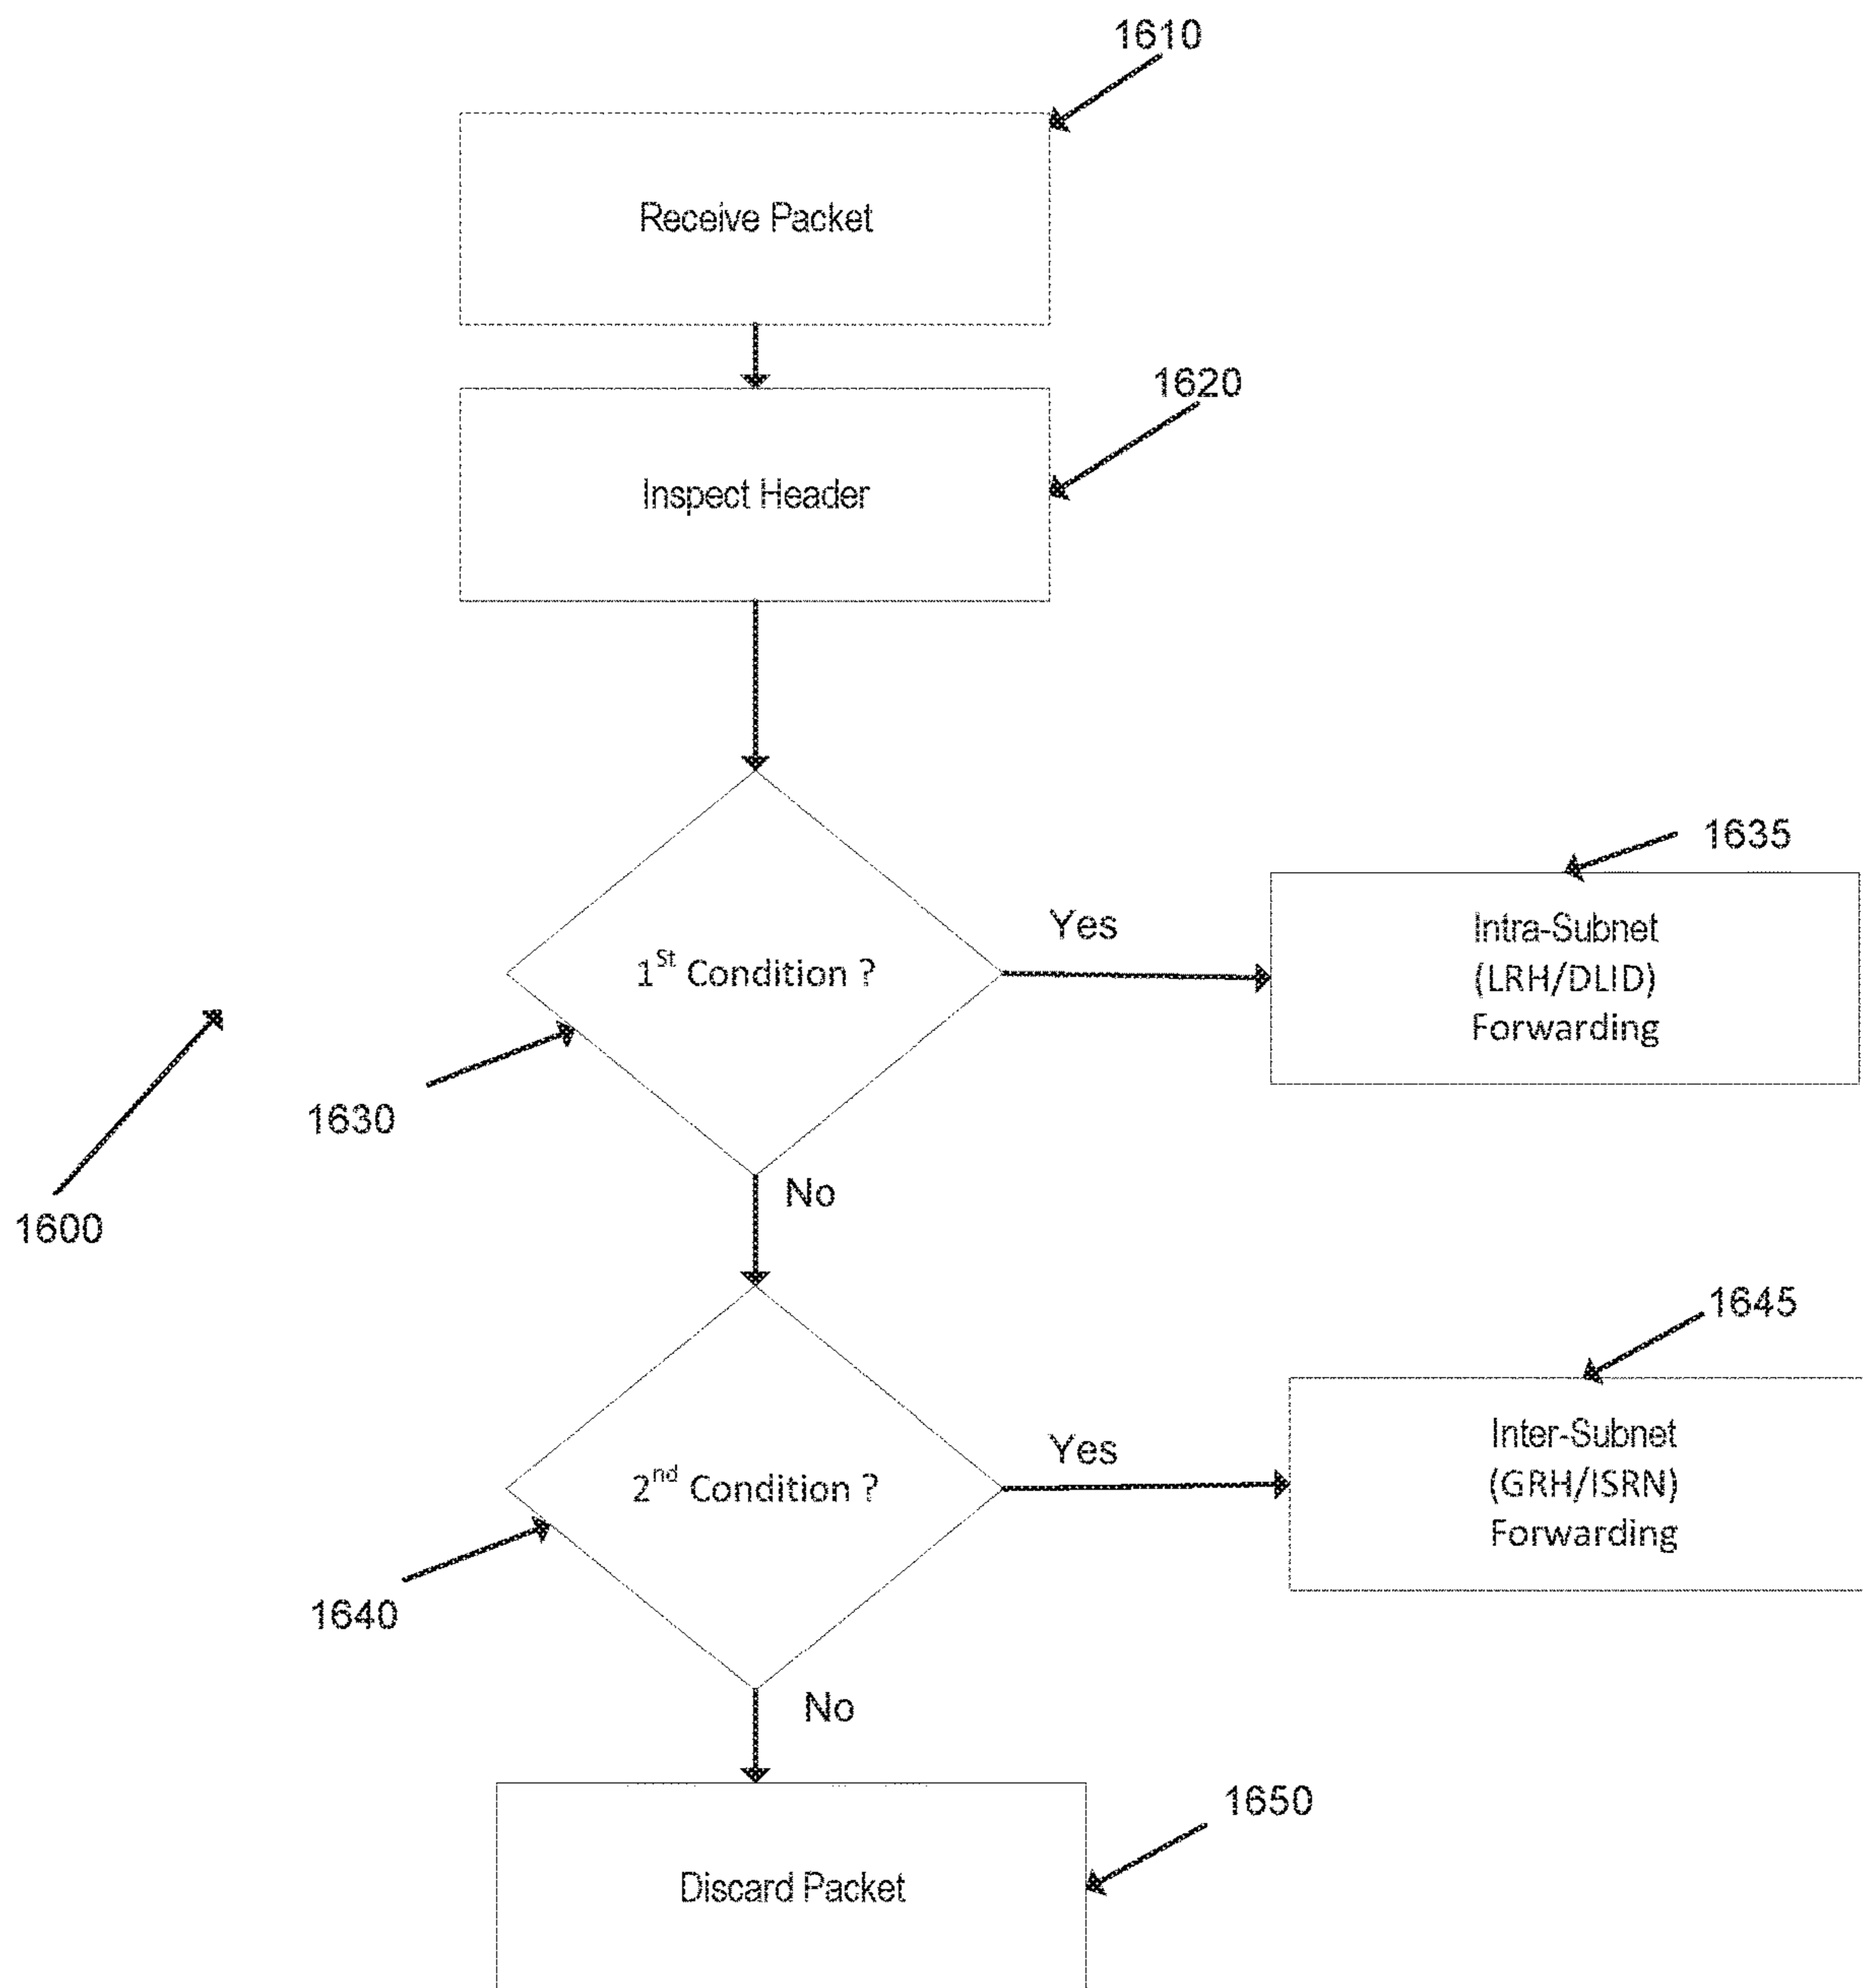 1610
Receive Packet
1620
Inspect Header
1635
Yes
Intra-Subnet
(LRH/DLID)
Forwarding
1st Condition ?
1630
No
1600
1645
Yes
Inter-Subnet
(GRH/ISRN)
Forwarding
2nd Condition ?
1640
No
1650
Discard Packet